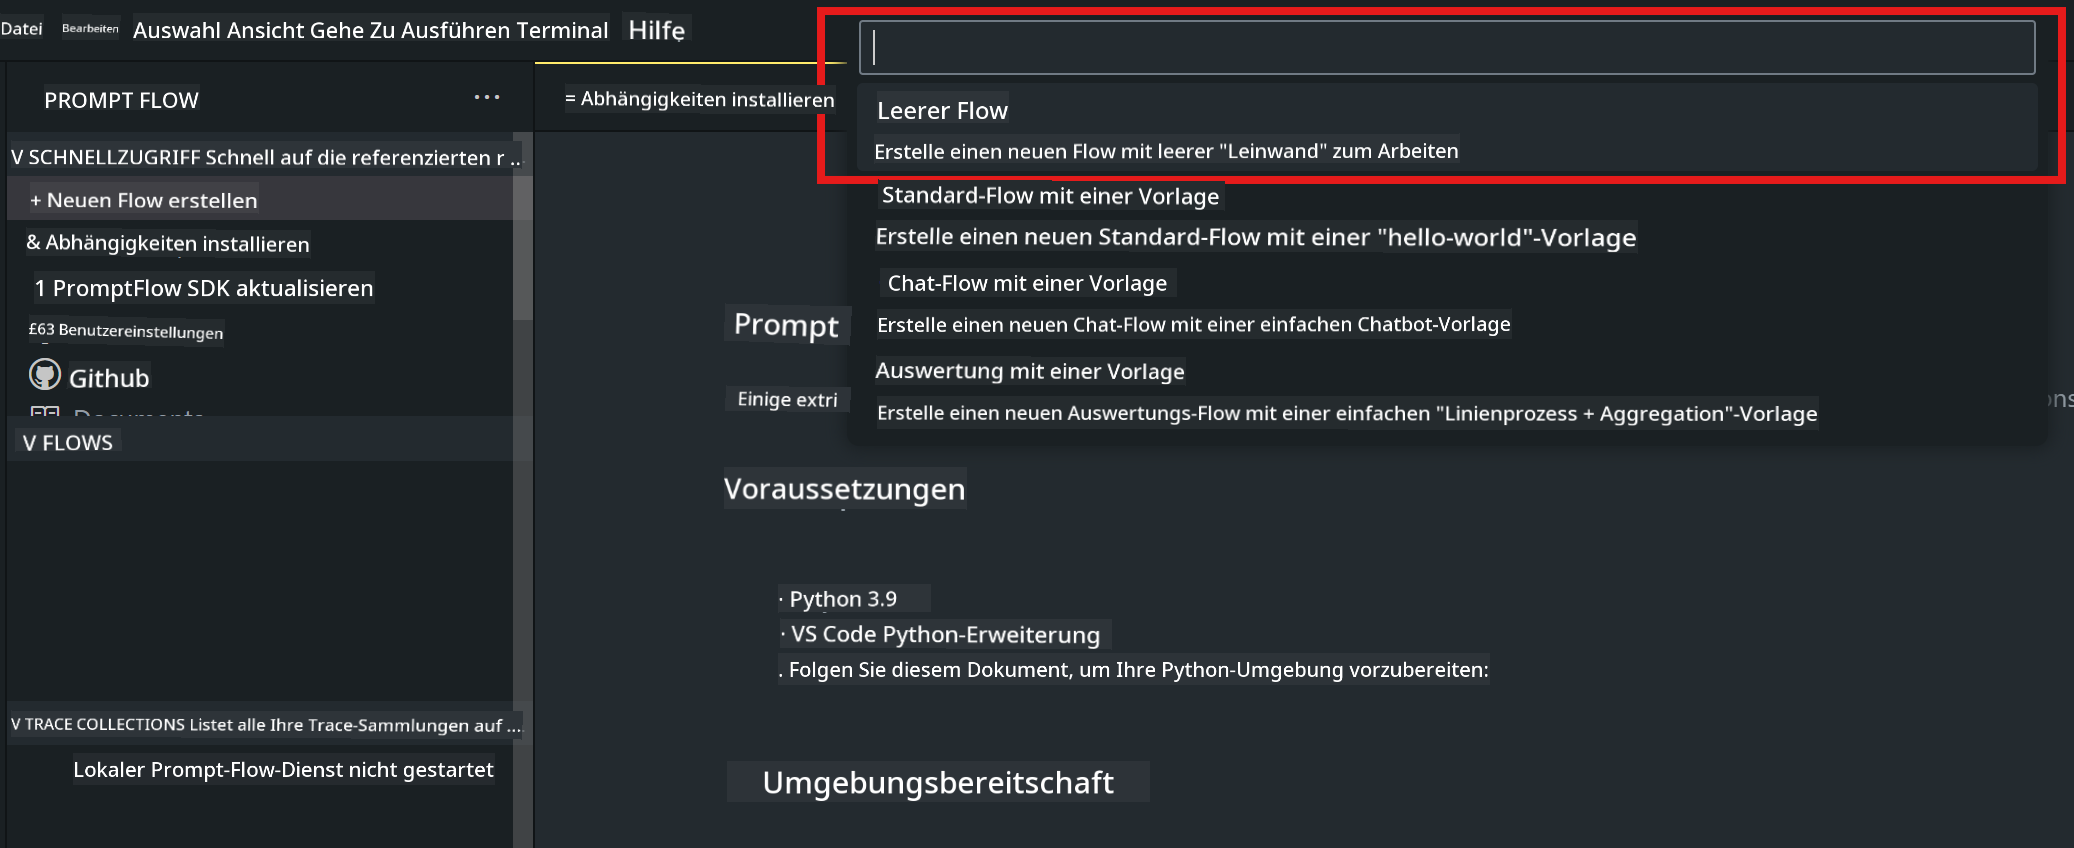 Datei Bearbeiten Auswahl Ansicht Gehe Zu Ausführen Terminal Hilfe
PROMPT FLOW ...
V SCHNELLZUGRIFF Schnell auf die referenzierten r ...
+ Neuen Flow erstellen
& Abhängigkeiten installieren
1 PromptFlow SDK aktualisieren
£63 Benutzereinstellungen
Github
V FLOWS
V TRACE COLLECTIONS Listet alle Ihre Trace-Sammlungen auf ...
Lokaler Prompt-Flow-Dienst nicht gestartet
= Abhängigkeiten installieren
Leerer Flow
Erstelle einen neuen Flow mit leerer "Leinwand" zum Arbeiten
Standard-Flow mit einer Vorlage
Erstelle einen neuen Standard-Flow mit einer "hello-world"-Vorlage
Chat-Flow mit einer Vorlage
Erstelle einen neuen Chat-Flow mit einer einfachen Chatbot-Vorlage
Auswertung mit einer Vorlage
Erstelle einen neuen Auswertungs-Flow mit einer einfachen "Linienprozess + Aggregation"-Vorlage
Prompt
Einige extri
Voraussetzungen
· Python 3.9
· VS Code Python-Erweiterung
. Folgen Sie diesem Dokument, um Ihre Python-Umgebung vorzubereiten:
Umgebungsbereitschaft